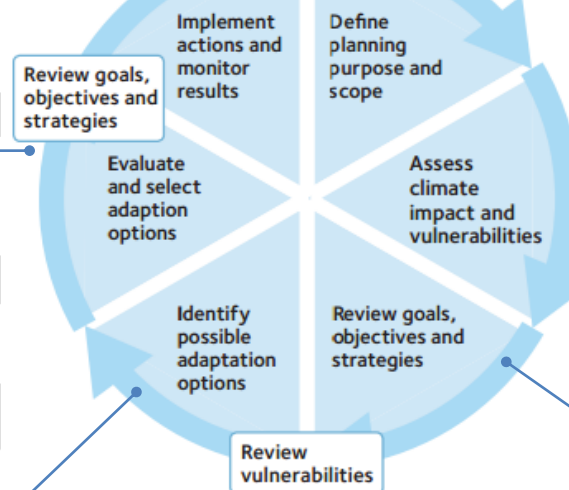 Implement
actions and
monitor
results
Define
planning
purpose and
scope
Review goals,
objectives and
strategies
Evaluate
and select
adaption
options
Assess
climate
impact and
vulnerabilities
Identify
possible
adaptation
options
Review goals,
objectives and
strategies
Review
vulnerabilities